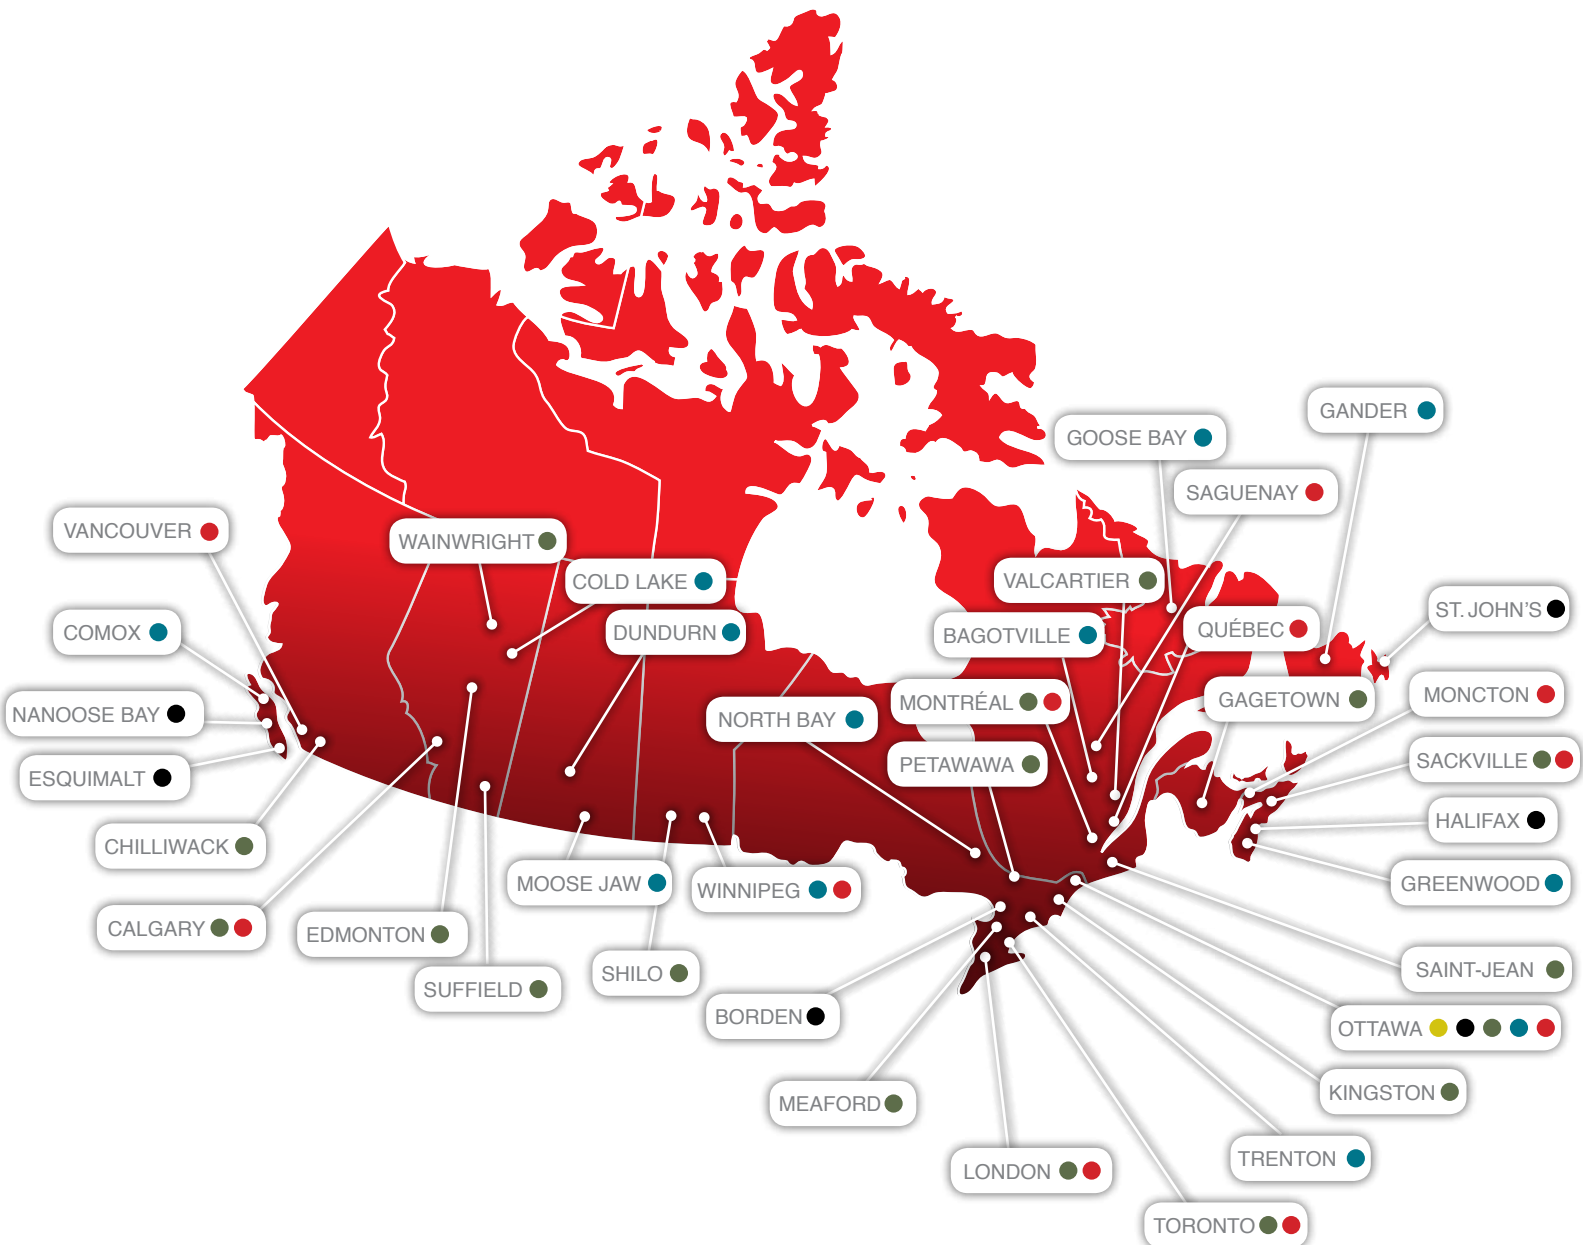 GANDER
GOOSE BAY
SAGUENAY
VANCOUVER
WAINWRIGHT
COLD LAKE
VALCARTIER
ST. JOHN'S
COMOX
DUNDURN
BAGOTVILLE
QUÉBEC
MONCTON
NANOOSE BAY
NORTH BAY
MONTRÉAL
GAGETOWN
SACKVILLE
ESQUIMALT
PETAWAWA
HALIFAX
CHILLIWACK
MOOSE JAW
WINNIPEG
GREENWOOD
CALGARY
EDMONTON
SHILO
SAINT-JEAN
SUFFIELD
BORDEN
OTTAWA
MEAFORD
KINGSTON
LONDON
TRENTON
TORONTO